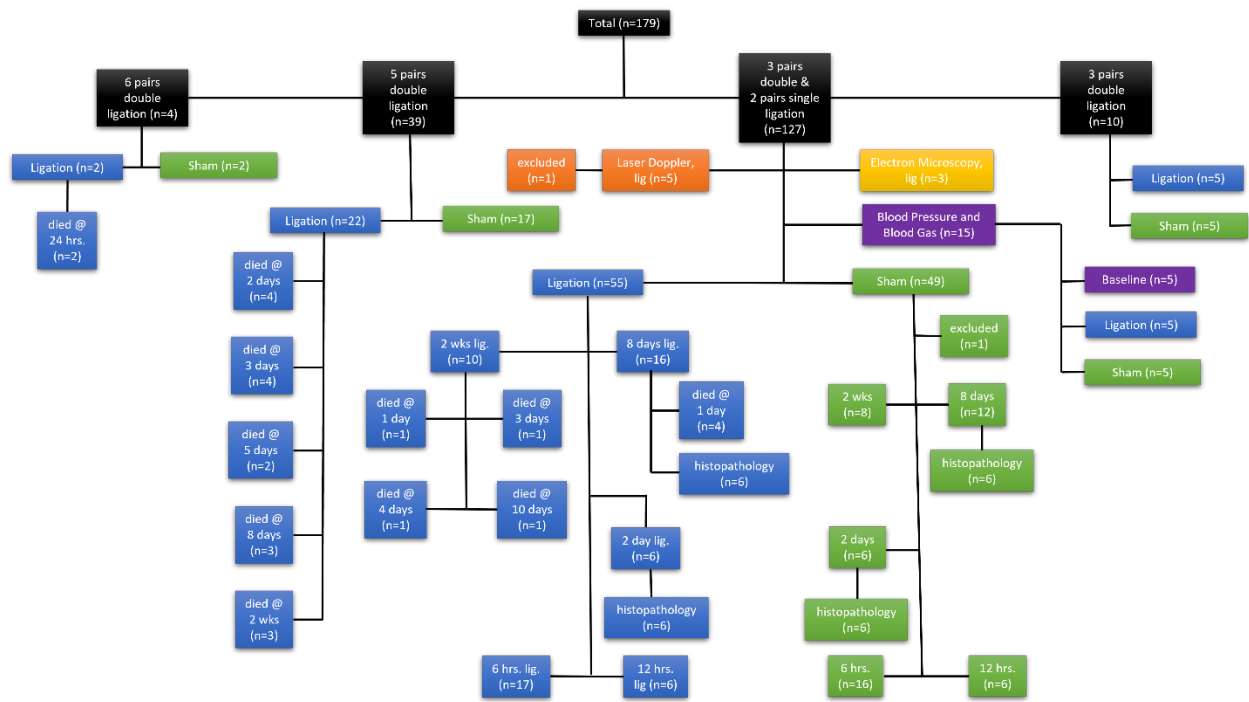 Total (n=179)
6 pairs
double
ligation (n=4)
5 pairs
double
ligation
(n=39)
3 pairs
double &
2 pairs single
ligation
(n=127)
3 pairs
double
ligation
(n=10)
Ligation (n=2)
Sham (n=2)
died @
24 hrs.
(n=2)
Ligation (n=22)
Sham (n=17)
died @
2 days
(n=4)
died @
3 days
(n=4)
died @
5 days
(n=2)
died @
8 days
(n=3)
died @
2 wks
(n=3)
excluded
(n=1)
Laser Doppler,
lig (n=5)
Electron Microscopy,
lig (n=3)
Blood Pressure and
Blood Gas (n=15)
Baseline (n=5)
Ligation (n=5)
Sham (n=5)
Ligation (n=5)
Sham (n=5)
Ligation (n=55)
Sham (n=49)
2 wks lig.
(n=10)
8 days lig.
(n=16)
died @
1 day
(n=1)
died @
3 days
(n=1)
died @
4 days
(n=1)
died @
10 days
(n=1)
died @
1 day
(n=4)
histopathology
(n=6)
2 day lig.
(n=6)
histopathology
(n=6)
6 hrs. lig.
(n=17)
12 hrs.
lig (n=6)
excluded
(n=1)
2 wks
(n=8)
8 days
(n=12)
histopathology
(n=6)
2 days
(n=6)
histopathology
(n=6)
6 hrs.
(n=16)
12 hrs.
(n=6)